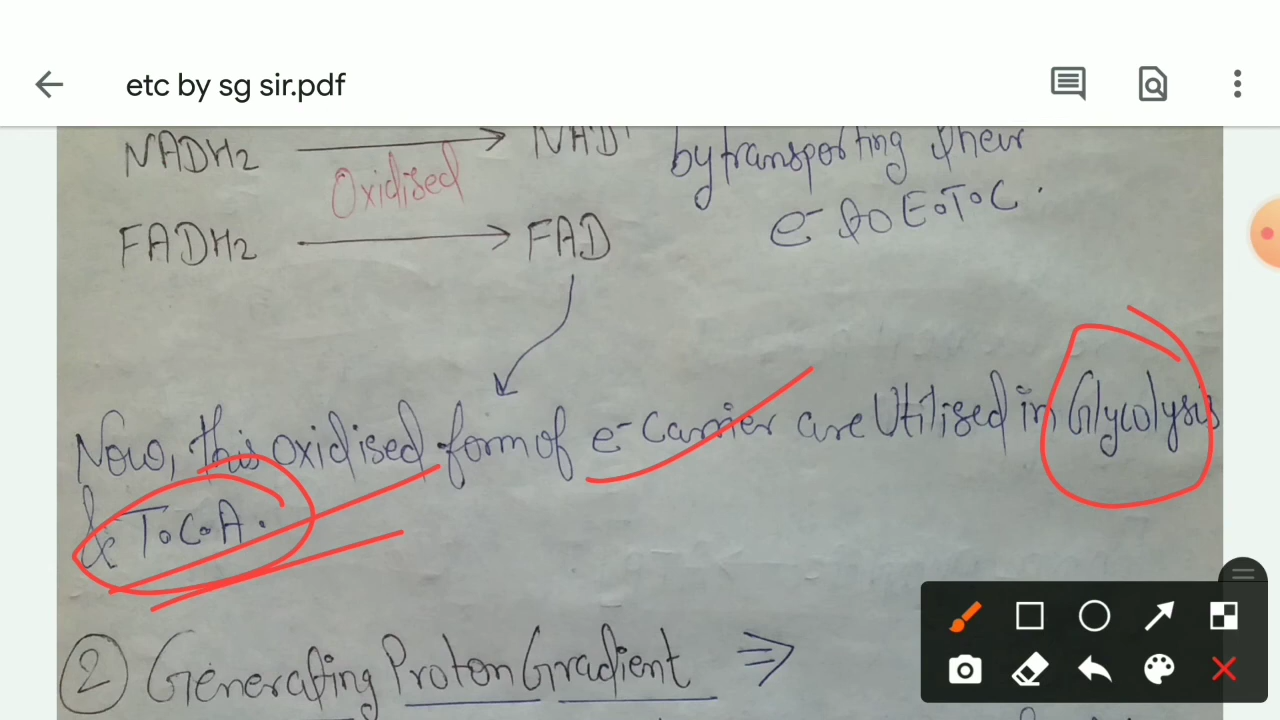 etc by sg sir.pdf
NADH2 → NAD+ by transporting their
Oxidised
FADH2 → FAD e- to E.T.C.
Now, this oxidised form of e- Carrier are Utilised in Glycolysis
& T.C.A.
② Generating Proton Gradient ⇒